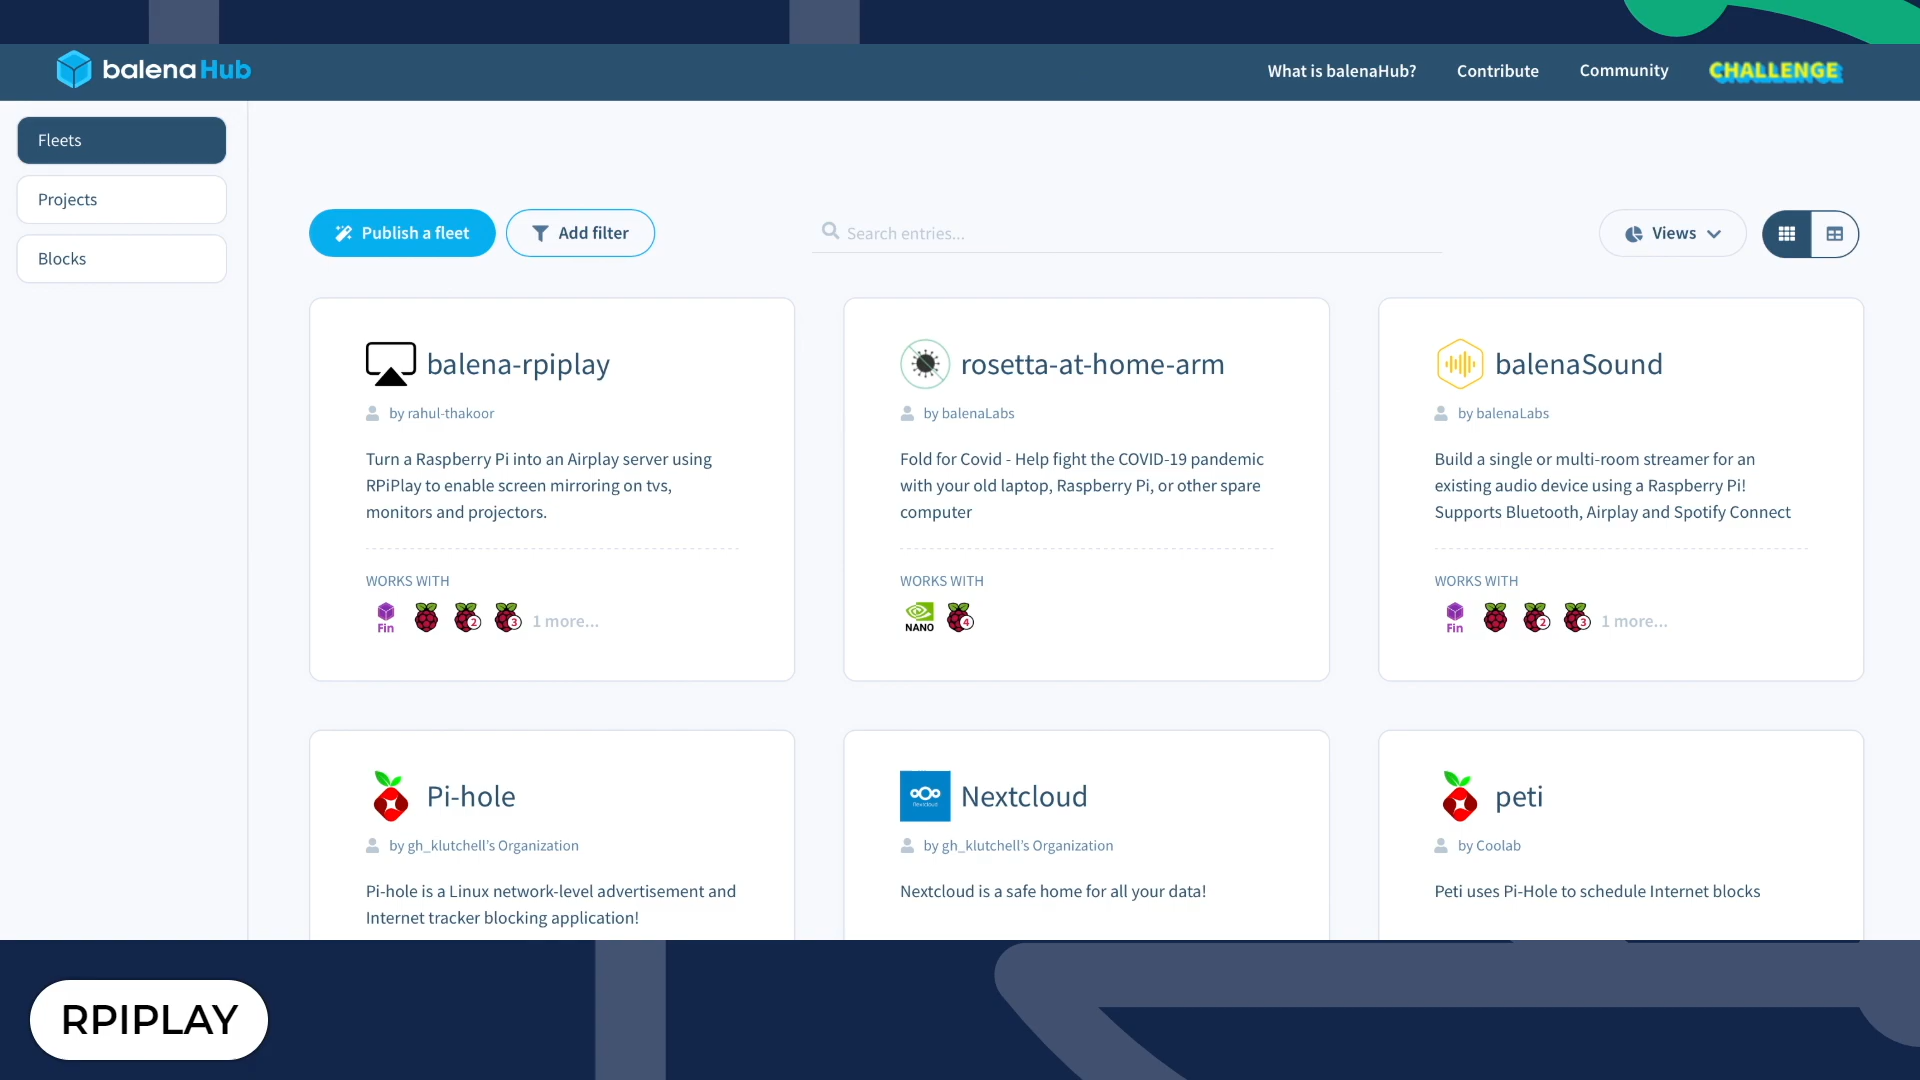 balenaHub
What is balenaHub?
Contribute
Community
CHALLENGE
Fleets
Projects
Blocks
Publish a fleet
Add filter
Search entries...
Views
balena-rpiplay
by rahul-thakoor
Turn a Raspberry Pi into an Airplay server using
RPiPlay to enable screen mirroring on tvs,
monitors and projectors.
WORKS WITH
Fin
2
3
1 more...
rosetta-at-home-arm
by balenaLabs
Fold for Covid - Help fight the COVID-19 pandemic
with your old laptop, Raspberry Pi, or other spare
computer
WORKS WITH
NANO
4
balenaSound
by balenaLabs
Build a single or multi-room streamer for an
existing audio device using a Raspberry Pi!
Supports Bluetooth, Airplay and Spotify Connect
WORKS WITH
Fin
2
3
1 more...
Pi-hole
by gh_klutchell's Organization
Pi-hole is a Linux network-level advertisement and
Internet tracker blocking application!
Nextcloud
Nextcloud
by gh_klutchell's Organization
Nextcloud is a safe home for all your data!
peti
by Coolab
Peti uses Pi-Hole to schedule Internet blocks
RPIPLAY